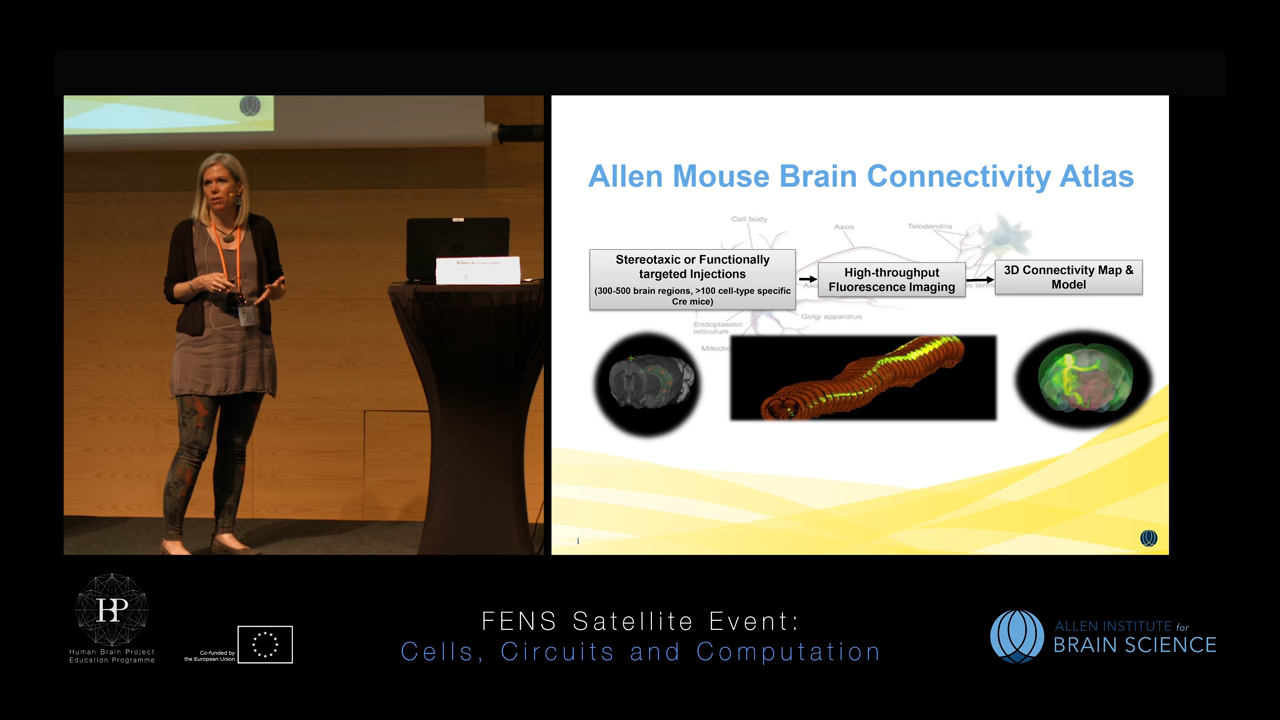 Allen Mouse Brain Connectivity Atlas
Cell body
Axon
Telodendria
Stereotaxic or Functionally
targeted Injections
(300-500 brain regions, >100 cell-type specific
Cre mice)
High-throughput
Fluorescence Imaging
3D Connectivity Map &
Model
Golgi apparatus
Endoplasmic
reticulum
HBP
Human Brain Project
Education Programme
Co-funded by
the European Union
FENS Satellite Event:
Cells, Circuits and Computation
ALLEN INSTITUTE for
BRAIN SCIENCE